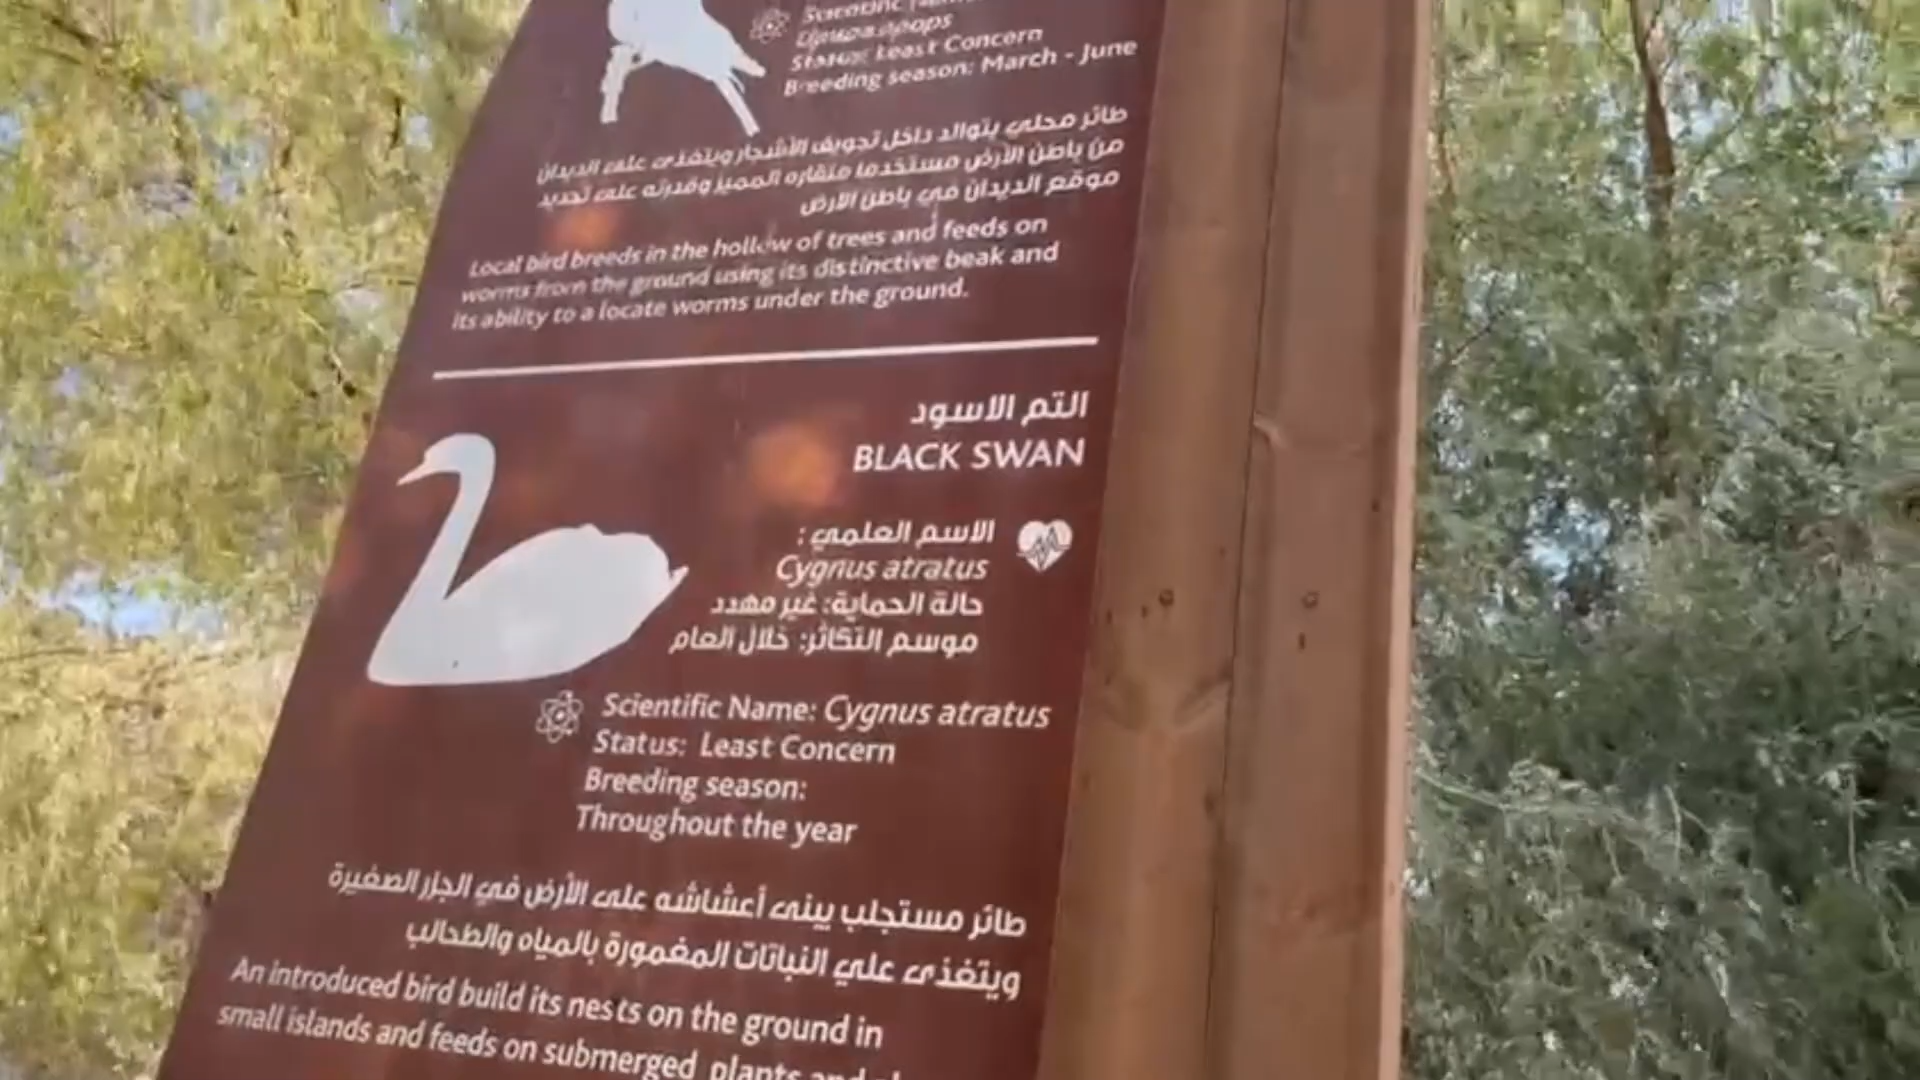 Scientific
Upupa epops
Status: Least Concern
Breeding season: March - June
طائر محلي يتوالد داخل تجويف الأشجار ويتغذى على الديدان
من باطن الأرض مستخدما منقاره المميز وقدرته على تحديد
موقع الديدان في باطن الارض
Local bird breeds in the hollow of trees and feeds on
worms from the ground using its distinctive beak and
its ability to a locate worms under the ground.
التم الاسود
BLACK SWAN
الاسم العلمي :
Cygnus atratus
حالة الحماية: غير مهدد
موسم التكاثر: خلال العام
Scientific Name: Cygnus atratus
Status: Least Concern
Breeding season:
Throughout the year
طائر مستجلب يبنى أعشاشه على الأرض في الجزر الصغيرة
ويتغذى علي النباتات المغمورة بالمياه والطحالب
An introduced bird build its nests on the ground in
small islands and feeds on submerged plants and